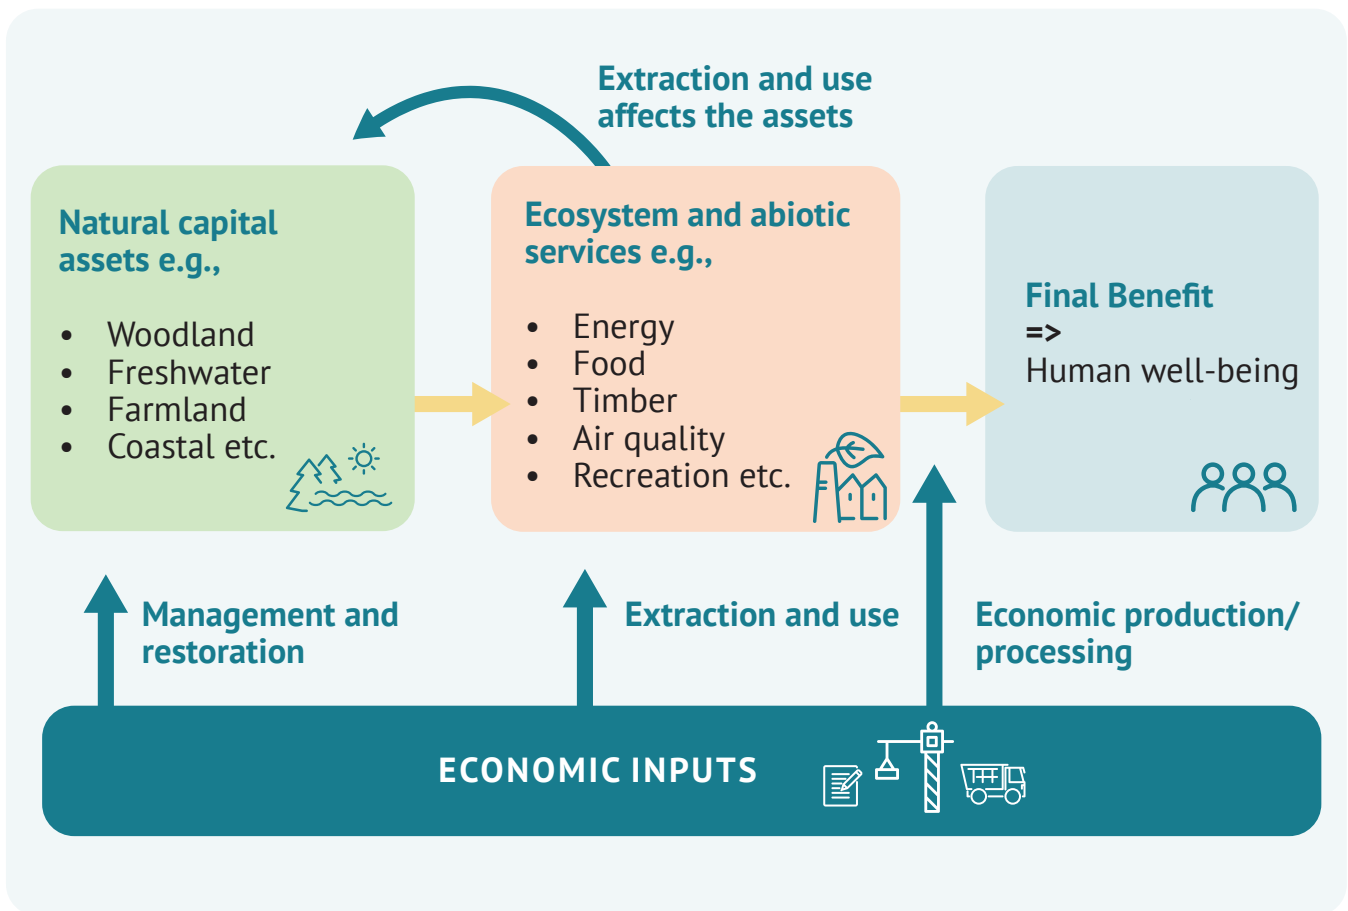 Extraction and use
affects the assets
Natural capital
assets e.g.,
• Woodland
• Freshwater
• Farmland
• Coastal etc.
Ecosystem and abiotic
services e.g.,
• Energy
• Food
• Timber
• Air quality
• Recreation etc.
Final Benefit
=>
Human well-being
Management and
restoration
Extraction and use
Economic production/
processing
ECONOMIC INPUTS